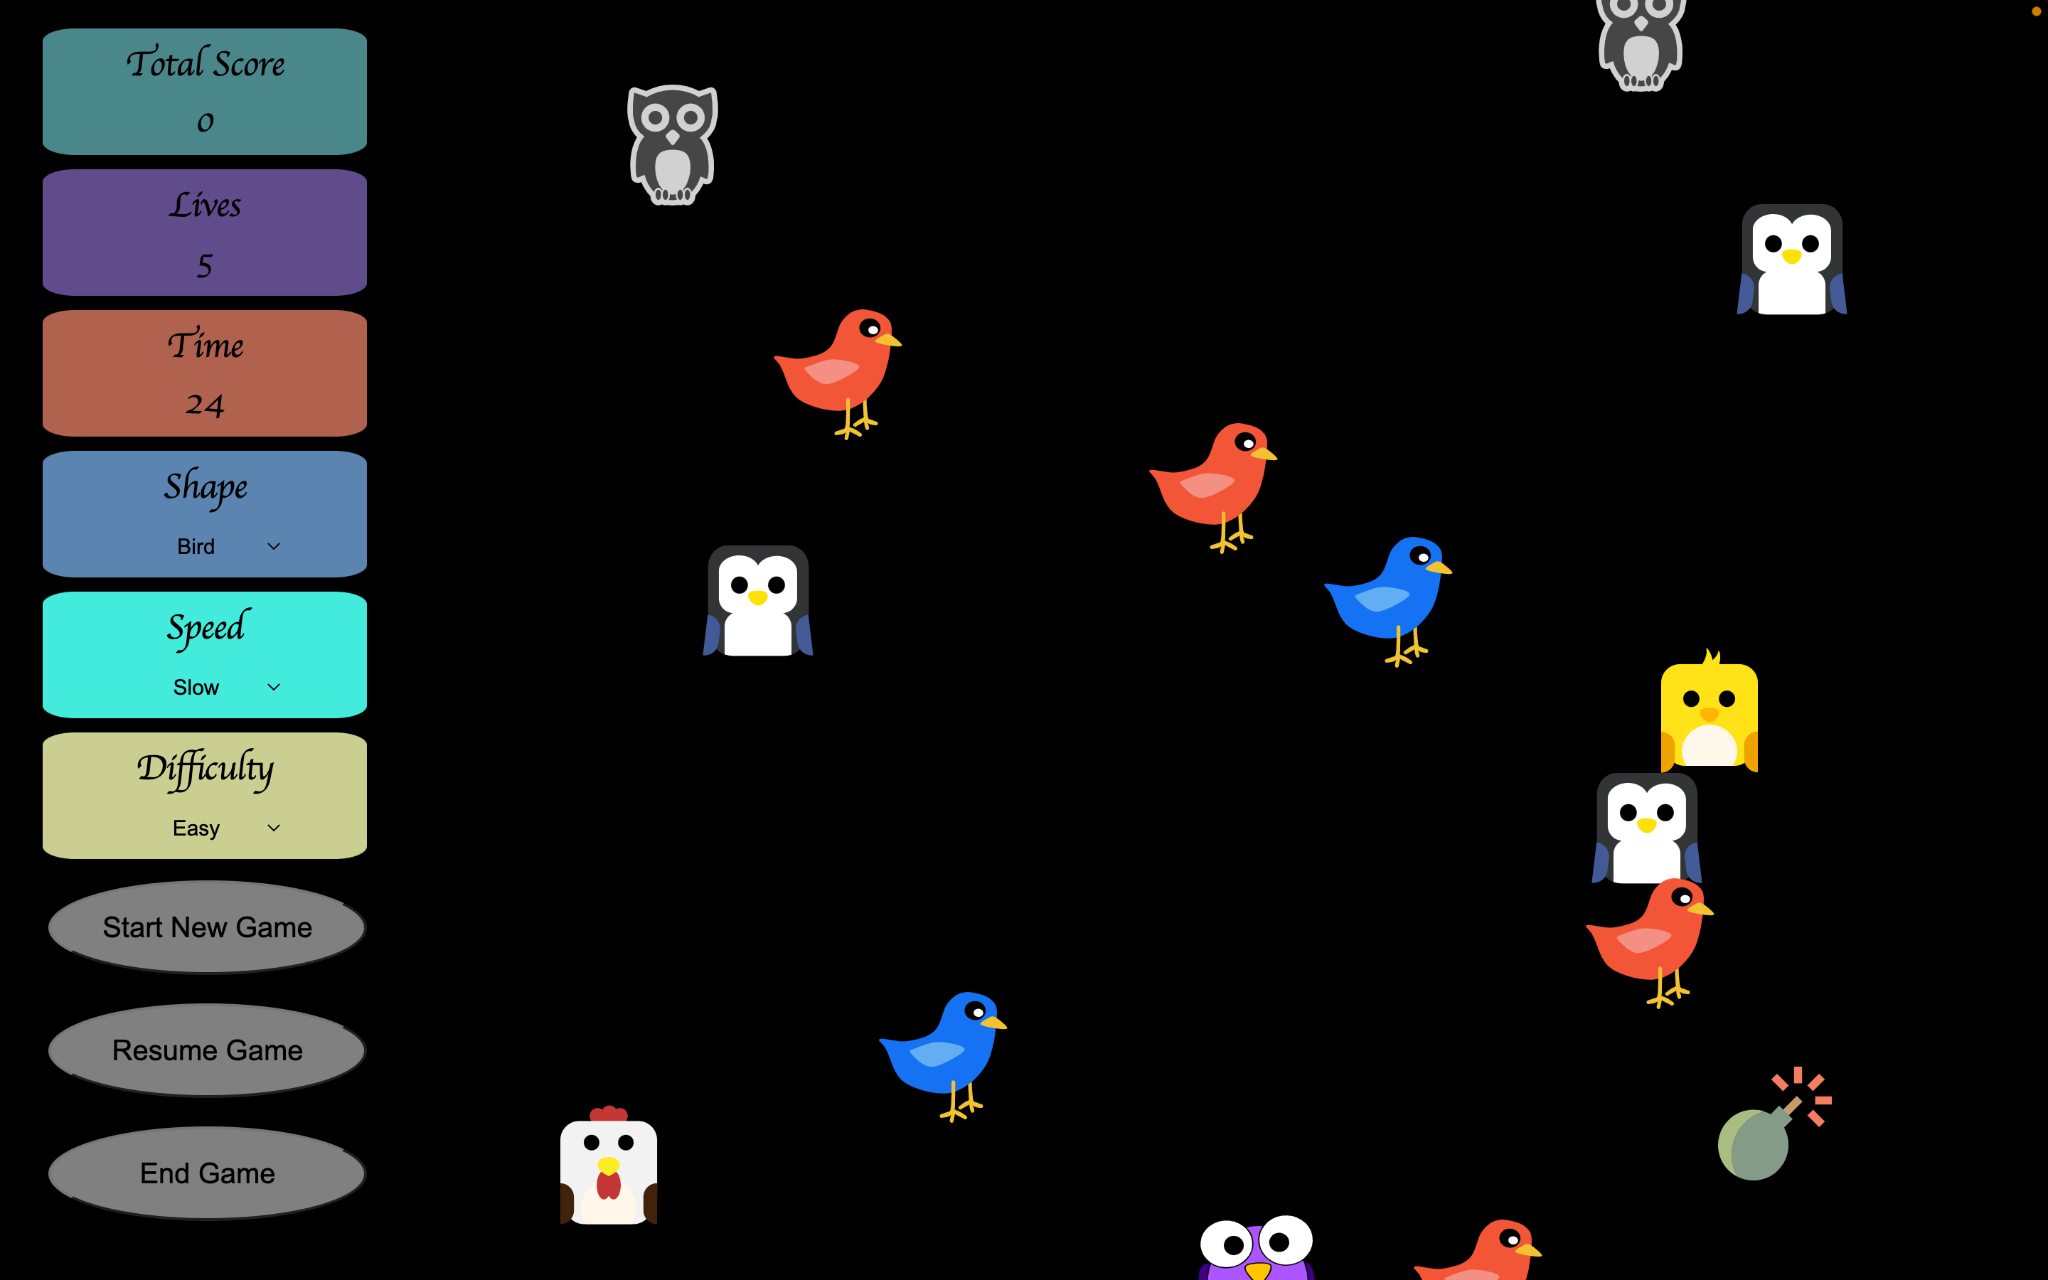 Total Score
0
Lives
5
Time
24
Shape
Bird
Speed
Slow
Difficulty
Easy
Start New Game
Resume Game
End Game